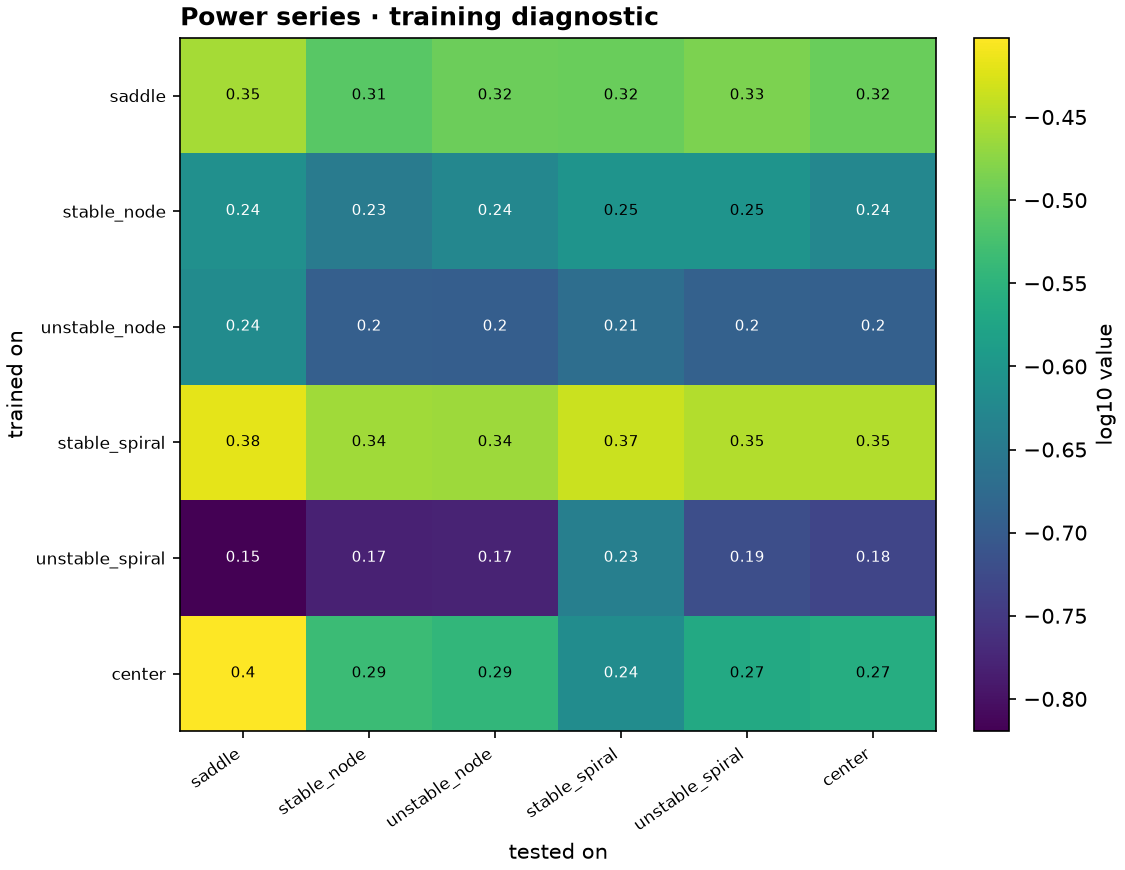 Power series · training diagnostic
trained on
saddle 0.35 0.31 0.32 0.32 0.33 0.32
stable_node 0.24 0.23 0.24 0.25 0.25 0.24
unstable_node 0.24 0.2 0.2 0.21 0.2 0.2
stable_spiral 0.38 0.34 0.34 0.37 0.35 0.35
unstable_spiral 0.15 0.17 0.17 0.23 0.19 0.18
center 0.4 0.29 0.29 0.24 0.27 0.27
saddle stable_node unstable_node stable_spiral unstable_spiral center
tested on
−0.45
−0.50
−0.55
−0.60
−0.65
−0.70
−0.75
−0.80
log10 value